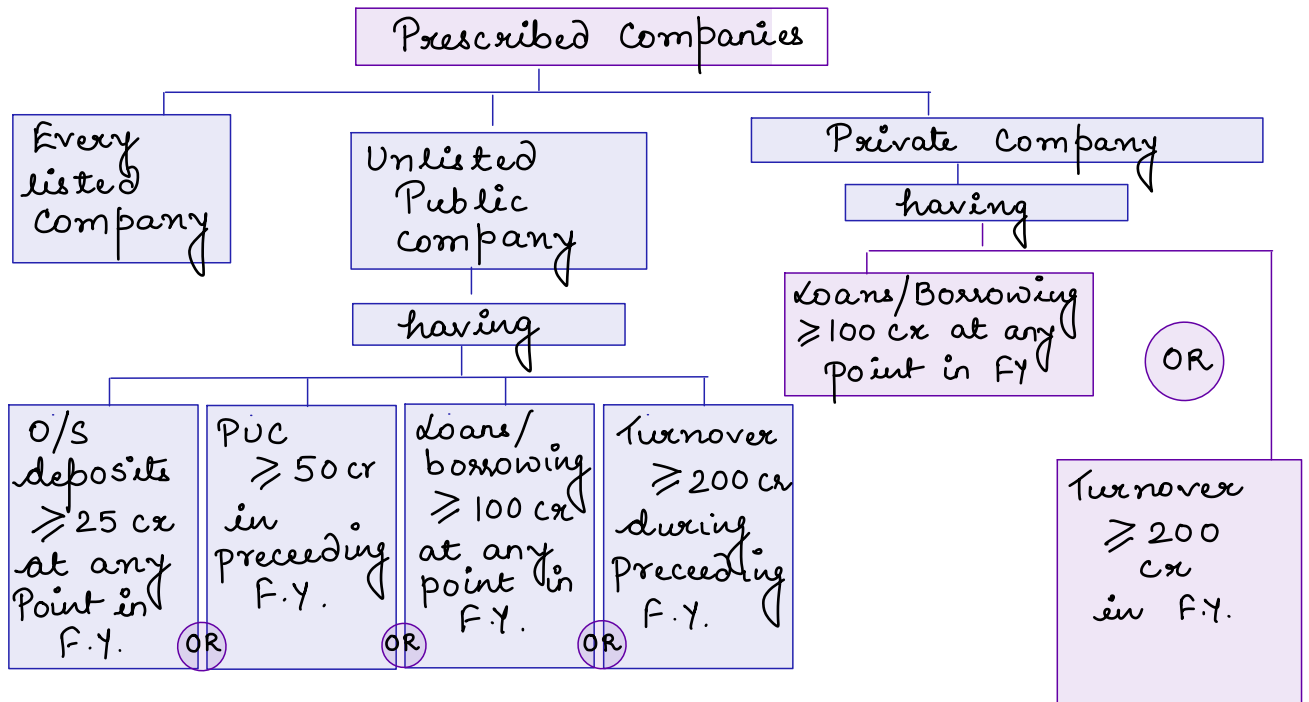 Prescribed Companies
Every
listed
Company
Unlisted
Public
company
having
O/S
deposits
⩾ 25 cr
at any
Point in
F.Y.
OR
PUC
⩾ 50 cr
in
preceeding
F.Y.
OR
Loans/
borrowing
⩾ 100 cr
at any
point in
F.Y.
OR
Turnover
⩾ 200 cr
during
Preceeding
F.Y.
Private Company
having
Loans/Borrowing
⩾ 100 cr at any
Point in FY
OR
Turnover
⩾ 200
cr
in F.Y.